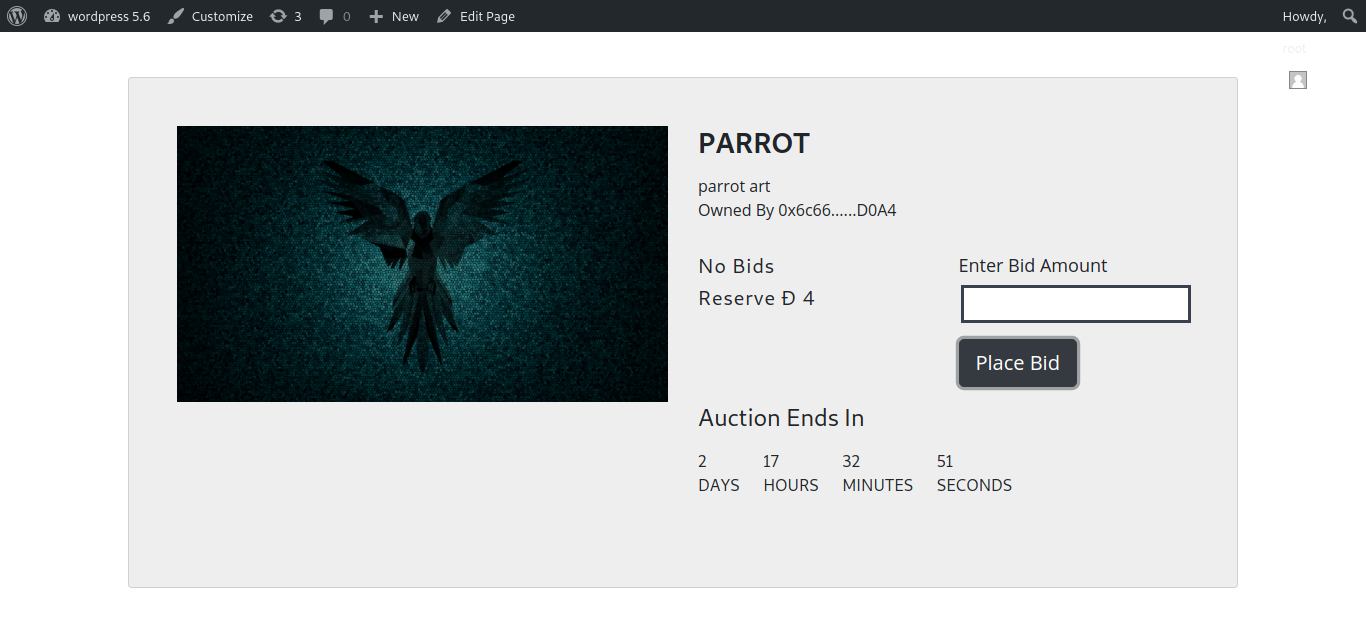 wordpress 5.6 Customize 3 0 New Edit Page Howdy,
root
PARROT
parrot art
Owned By 0x6c66......D0A4
No Bids
Reserve Đ 4
Enter Bid Amount
Place Bid
Auction Ends In
2 17 32 51
DAYS HOURS MINUTES SECONDS